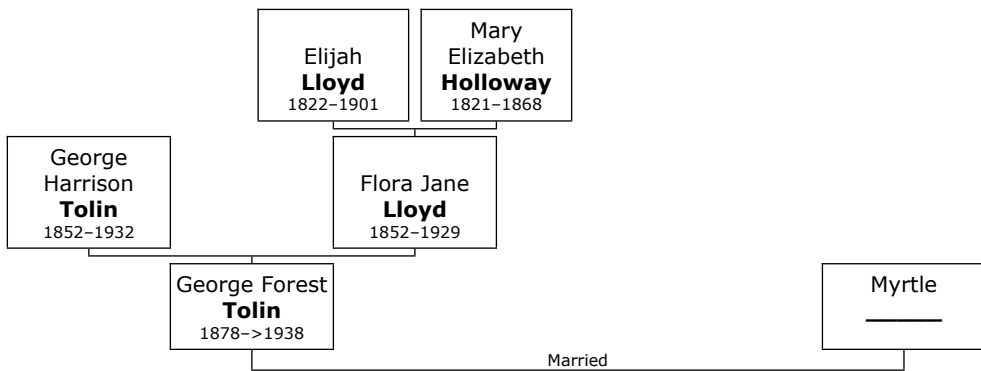 Elijah
Lloyd
1822–1901
Mary
Elizabeth
Holloway
1821–1868
George
Harrison
Tolin
1852–1932
Flora Jane
Lloyd
1852–1929
George Forest
Tolin
1878–>1938
Myrtle
_____
Married